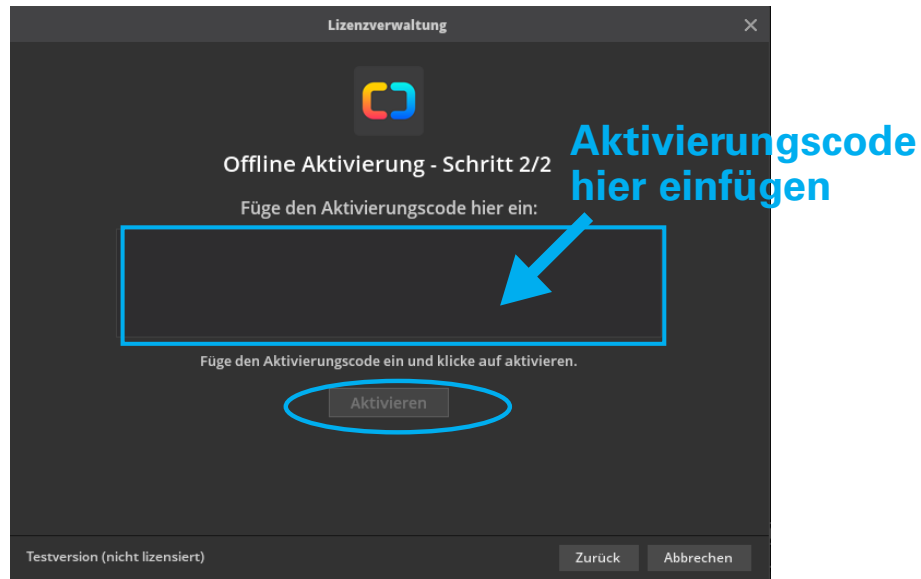 Lizenzverwaltung
Offline Aktivierung - Schritt 2/2
Aktivierungscode
hier einfügen
Füge den Aktivierungscode hier ein:
Füge den Aktivierungscode ein und klicke auf aktivieren.
Aktivieren
Testversion (nicht lizensiert)
Zurück
Abbrechen